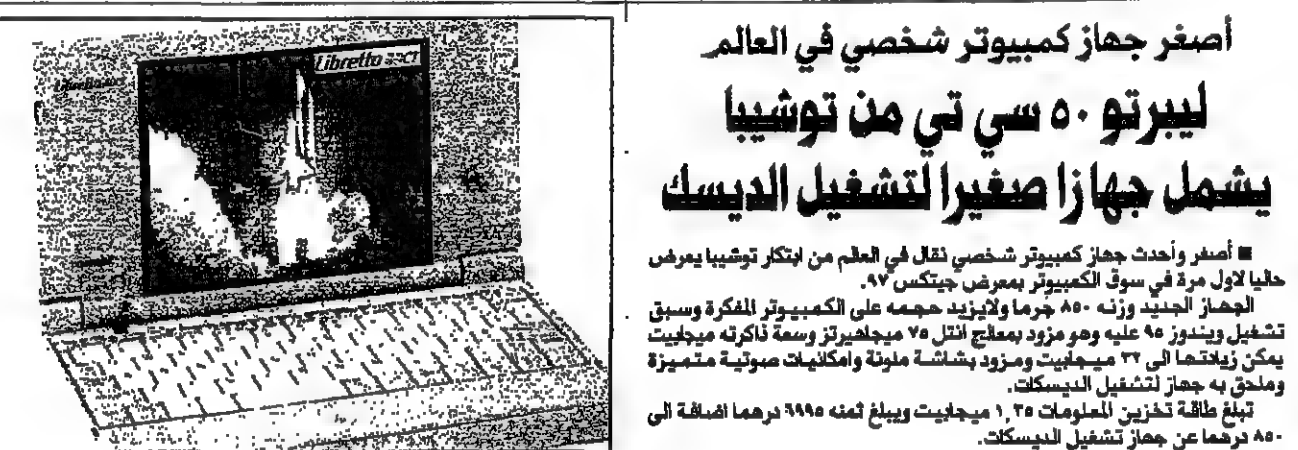 Libretto
أصغر جهاز كمبيوتر شخصي في العالم
ليبرتو ٥٠ سي تي من توشيبا
يشمل جهازا صغيرا لتشغيل الديسك
■ أصغر وأحدث جهاز كمبيوتر شخصي نقال في العالم من ابتكار توشيبا يعرض
حاليا لاول مرة في سوق الكمبيوتر بمعرض جيتكس ٩٧.
الجهاز الجديد وزنه ٨٥٠ جرما ولايزيد حجمه على الكمبيوتر المفكرة وسبق
تشغيل ويندوز ٩٥ عليه وهو مزود بمعالج انتل ٧٥ ميجاهيرتز وسعة ذاكرته ميجابيت
يمكن زيادتها الى ٣٢ ميجابيت ومزود بشاشة ملونة وامكانيات صوتية متميزة
وملحق به جهاز لتشغيل الديسكات.
تبلغ طاقة تخزين المعلومات ١,٣٥ ميجابيت ويبلغ ثمنه ٦٩٩٥ درهما اضافة الى
٨٥٠ درهما عن جهاز تشغيل الديسكات.